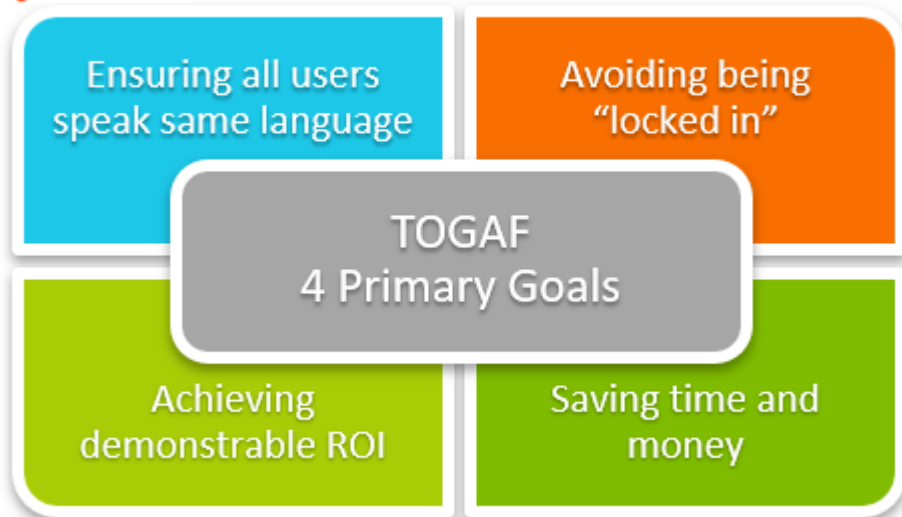 Ensuring all users
speak same language
Avoiding being
“locked in”
TOGAF
4 Primary Goals
Achieving
demonstrable ROI
Saving time and
money